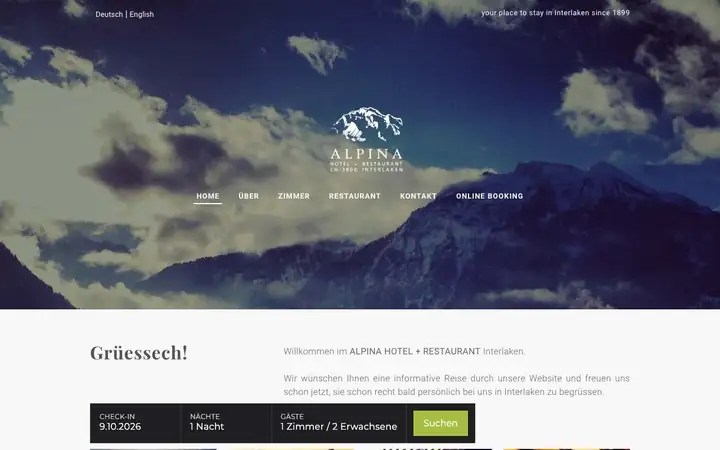 Deutsch | English
your place to stay in Interlaken since 1899
ALPINA
HOTEL + RESTAURANT
CH-3800 INTERLAKEN
HOME ÜBER ZIMMER RESTAURANT KONTAKT ONLINE BOOKING
Grüessech!
Willkommen im ALPINA HOTEL + RESTAURANT Interlaken.
Wir wünschen Ihnen eine informative Reise durch unsere Website und freuen uns
schon jetzt, sie schon recht bald persönlich bei uns in Interlaken zu begrüssen.
CHECK-IN NÄCHTE GÄSTE
9.10.2026 1 Nacht 1 Zimmer / 2 Erwachsene Suchen